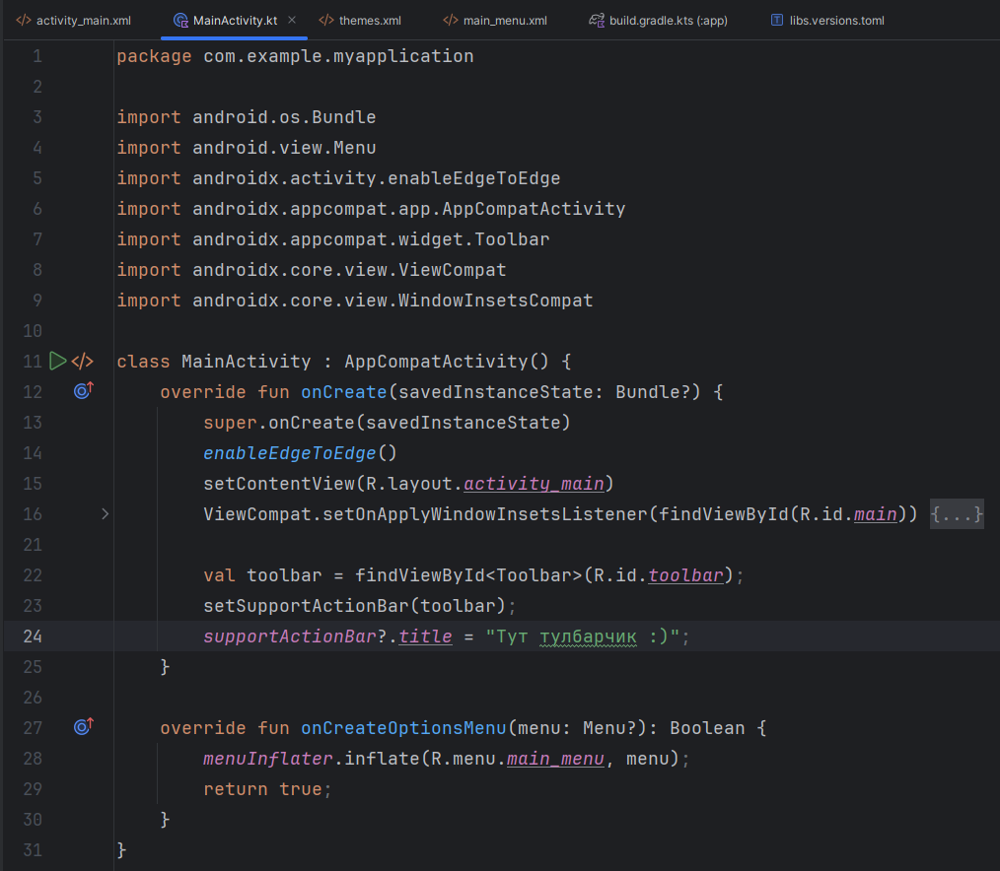 activity_main.xml MainActivity.kt themes.xml main_menu.xml build.gradle.kts (:app) libs.versions.toml
1 package com.example.myapplication
2
3 import android.os.Bundle
4 import android.view.Menu
5 import androidx.activity.enableEdgeToEdge
6 import androidx.appcompat.app.AppCompatActivity
7 import androidx.appcompat.widget.Toolbar
8 import androidx.core.view.ViewCompat
9 import androidx.core.view.WindowInsetsCompat
10
11 class MainActivity : AppCompatActivity() {
12 override fun onCreate(savedInstanceState: Bundle?) {
13 super.onCreate(savedInstanceState)
14 enableEdgeToEdge()
15 setContentView(R.layout.activity_main)
16 ViewCompat.setOnApplyWindowInsetsListener(findViewById(R.id.main)) {...}
21
22 val toolbar = findViewById<Toolbar>(R.id.toolbar);
23 setSupportActionBar(toolbar);
24 supportActionBar?.title = "Тут тулбарчик :)";
25 }
26
27 override fun onCreateOptionsMenu(menu: Menu?): Boolean {
28 menuInflater.inflate(R.menu.main_menu, menu);
29 return true;
30 }
31 }